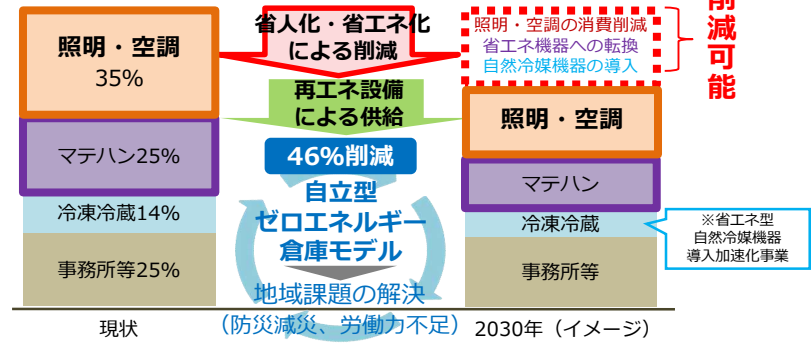 照明・空調
35%
マテハン25%
冷凍冷蔵14%
事務所等25%
現状
省人化・省エネ化
による削減
再エネ設備
による供給
46%削減
自立型
ゼロエネルギー
倉庫モデル
地域課題の解決
(防災減災、労働力不足)
照明・空調の消費削減
省エネ機器への転換
自然冷媒機器の導入
削減可能
照明・空調
マテハン
冷凍冷蔵
事務所等
2030年(イメージ)
※省エネ型
自然冷媒機器
導入加速化事業